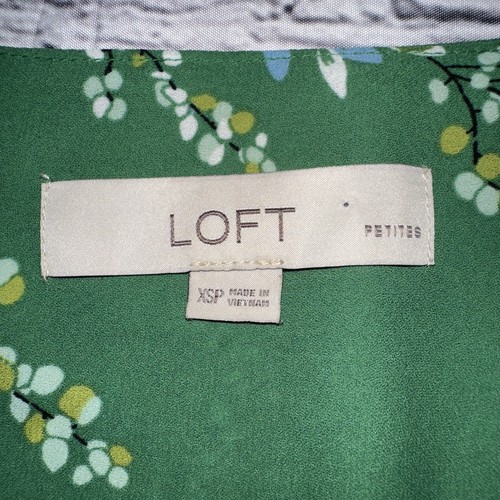 LOFT PETITES
XSP MADE IN
VIETNAM